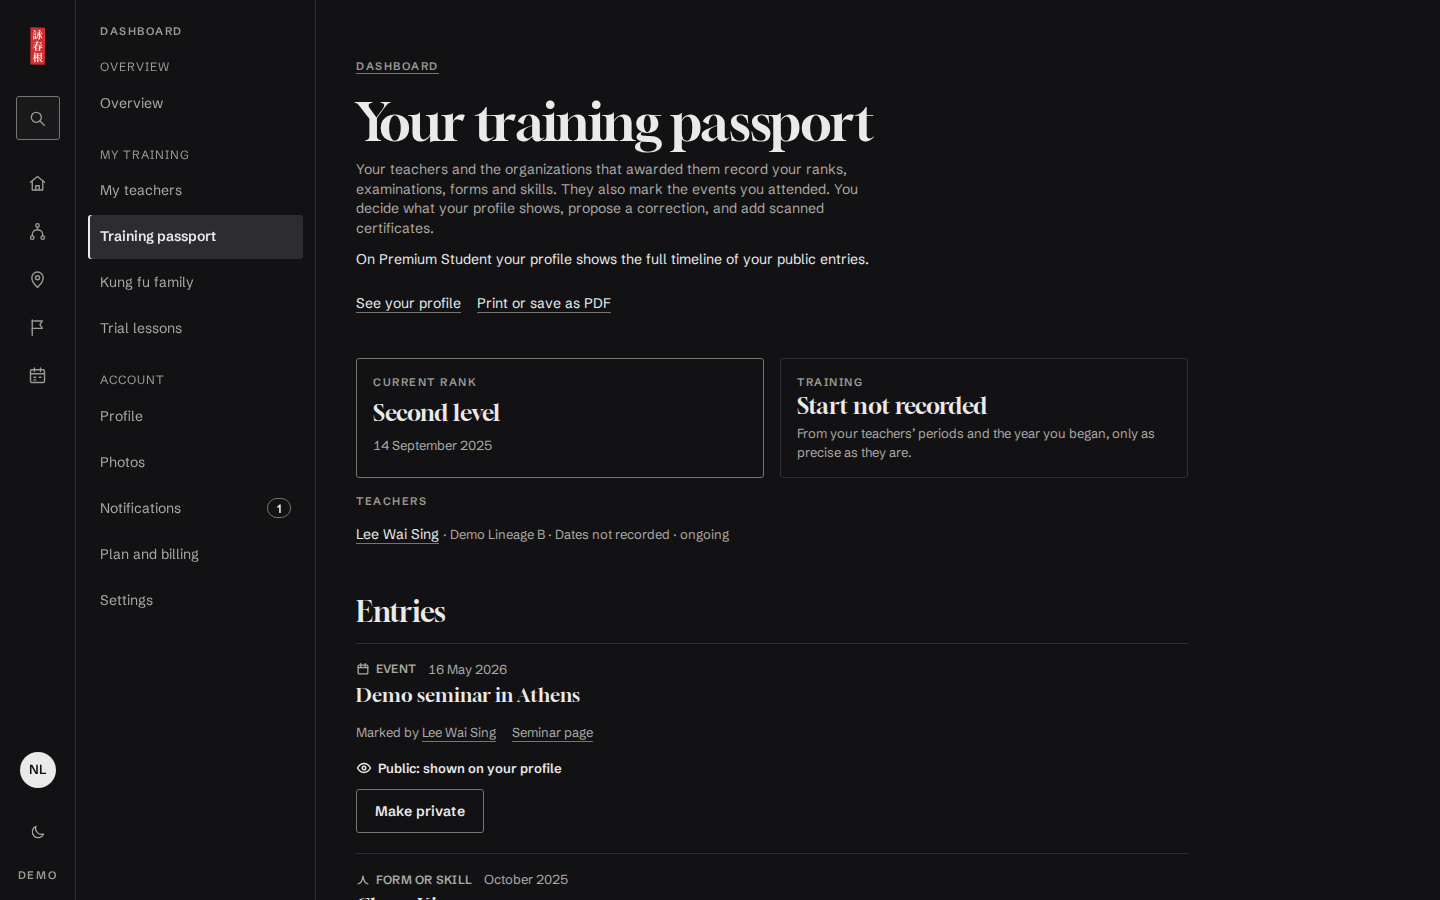 詠春根
DASHBOARD
OVERVIEW
Overview
MY TRAINING
My teachers
Training passport
Kung fu family
Trial lessons
ACCOUNT
Profile
Photos
Notifications 1
Plan and billing
Settings
NL
DEMO
DASHBOARD
Your training passport
Your teachers and the organizations that awarded them record your ranks,
examinations, forms and skills. They also mark the events you attended. You
decide what your profile shows, propose a correction, and add scanned
certificates.
On Premium Student your profile shows the full timeline of your public entries.
See your profile Print or save as PDF
CURRENT RANK
Second level
14 September 2025
TRAINING
Start not recorded
From your teachers’ periods and the year you began, only as
precise as they are.
TEACHERS
Lee Wai Sing · Demo Lineage B · Dates not recorded · ongoing
Entries
EVENT 16 May 2026
Demo seminar in Athens
Marked by Lee Wai Sing Seminar page
Public: shown on your profile
Make private
FORM OR SKILL October 2025